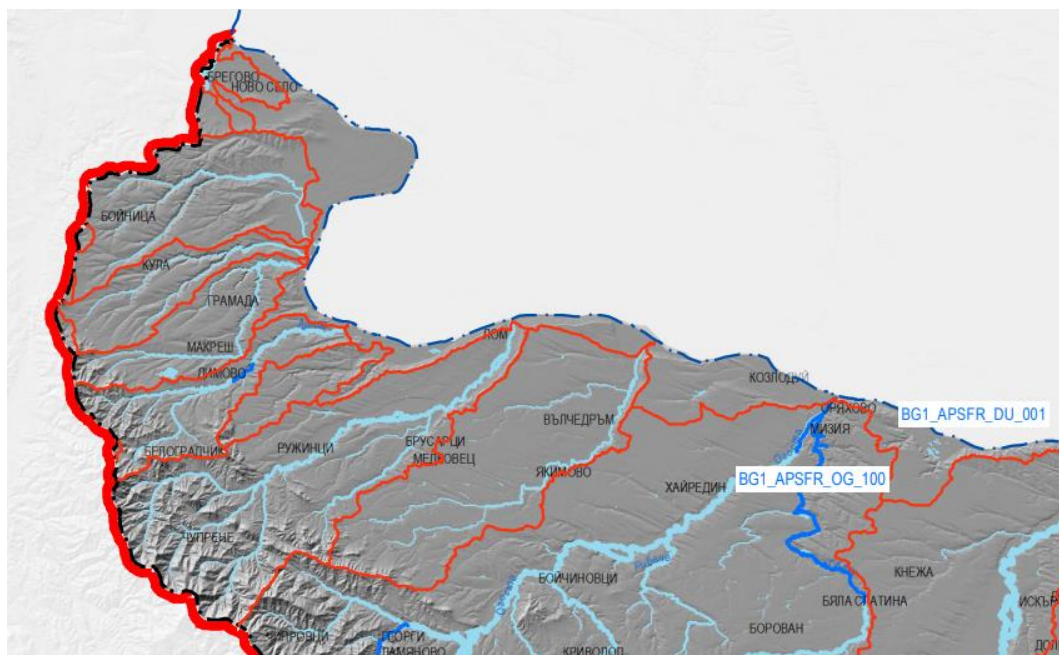 БРЕГОВО
НОВО СЕЛО
БОЙНИЦА
КУЛА
ГРАМАДА
МАКРЕШ
ЛОМ
КОЗЛОДУЙ
ОРЯХОВО
BG1_APSFR_DU_001
ВЪЛЧЕДРЪМ
МИЗИЯ
БРУСАРЦИ
РУЖИНЦИ
БЕЛОГРАДЧИК
МЕДКОВЕЦ
ЯКИМОВО
BG1_APSFR_OG_100
ХАЙРЕДИН
ЧУПРЕНЕ
БОЙЧИНОВЦИ
КНЕЖА
БЯЛА СЛАТИНА
БОРОВАН
ГЕОРГИ
ДАМЯНОВО
КРИВОДОЛ